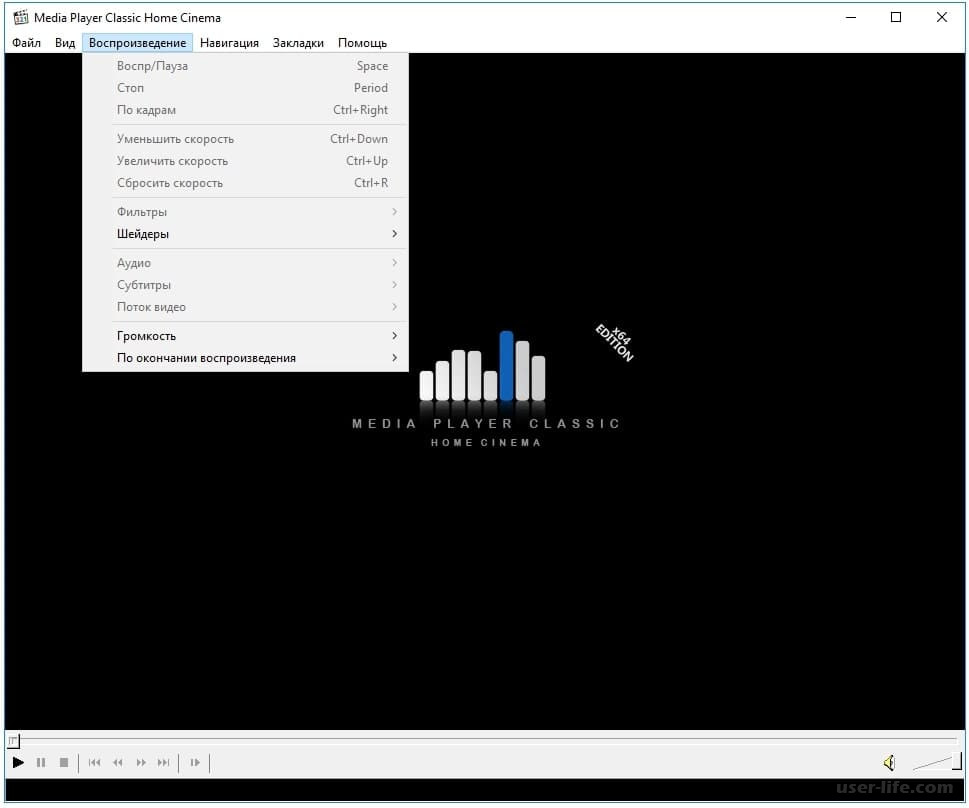 Media Player Classic Home Cinema
Файл Вид Воспроизведение Навигация Закладки Помощь
Воспр/Пауза Space
Стоп Period
По кадрам Ctrl+Right
Уменьшить скорость Ctrl+Down
Увеличить скорость Ctrl+Up
Сбросить скорость Ctrl+R
Фильтры
Шейдеры
Аудио
Субтитры
Поток видео
Громкость
По окончании воспроизведения
x64
EDITION
MEDIA PLAYER CLASSIC
HOME CINEMA
user-life.com